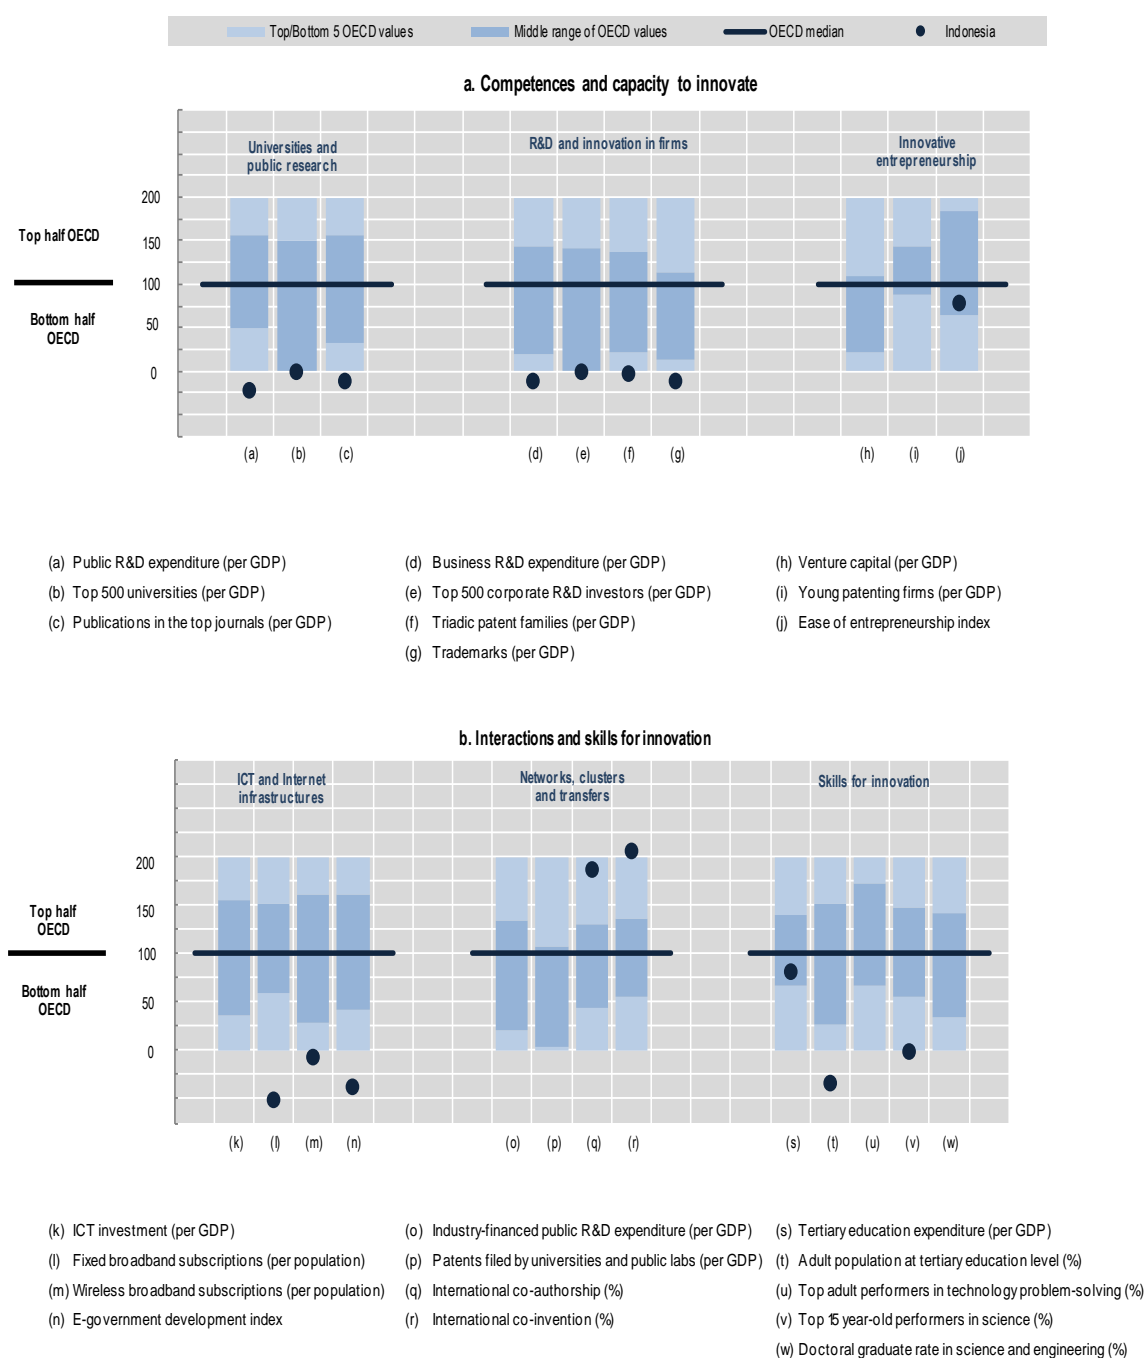 Top/Bottom 5 OECD values
Middle range of OECD values
OECD median
Indonesia
a. Competences and capacity to innovate
Universities and
public research
R&D and innovation in firms
Innovative
entrepreneurship
200
150
100
50
0
Top half OECD
Bottom half
OECD
(a)
(b)
(c)
(d)
(e)
(f)
(g)
(h)
(i)
(j)
(a) Public R&D expenditure (per GDP)
(b) Top 500 universities (per GDP)
(c) Publications in the top journals (per GDP)
(d) Business R&D expenditure (per GDP)
(e) Top 500 corporate R&D investors (per GDP)
(f) Triadic patent families (per GDP)
(g) Trademarks (per GDP)
(h) Venture capital (per GDP)
(i) Young patenting firms (per GDP)
(j) Ease of entrepreneurship index
b. Interactions and skills for innovation
ICT and Internet
infrastructures
Networks, clusters
and transfers
Skills for innovation
200
150
100
50
0
Top half
OECD
Bottom half
OECD
(k)
(l)
(m)
(n)
(o)
(p)
(q)
(r)
(s)
(t)
(u)
(v)
(w)
(k) ICT investment (per GDP)
(l) Fixed broadband subscriptions (per population)
(m) Wireless broadband subscriptions (per population)
(n) E-government development index
(o) Industry-financed public R&D expenditure (per GDP)
(p) Patents filed by universities and public labs (per GDP)
(q) International co-authorship (%)
(r) International co-invention (%)
(s) Tertiary education expenditure (per GDP)
(t) Adult population at tertiary education level (%)
(u) Top adult performers in technology problem-solving (%)
(v) Top 15 year-old performers in science (%)
(w) Doctoral graduate rate in science and engineering (%)